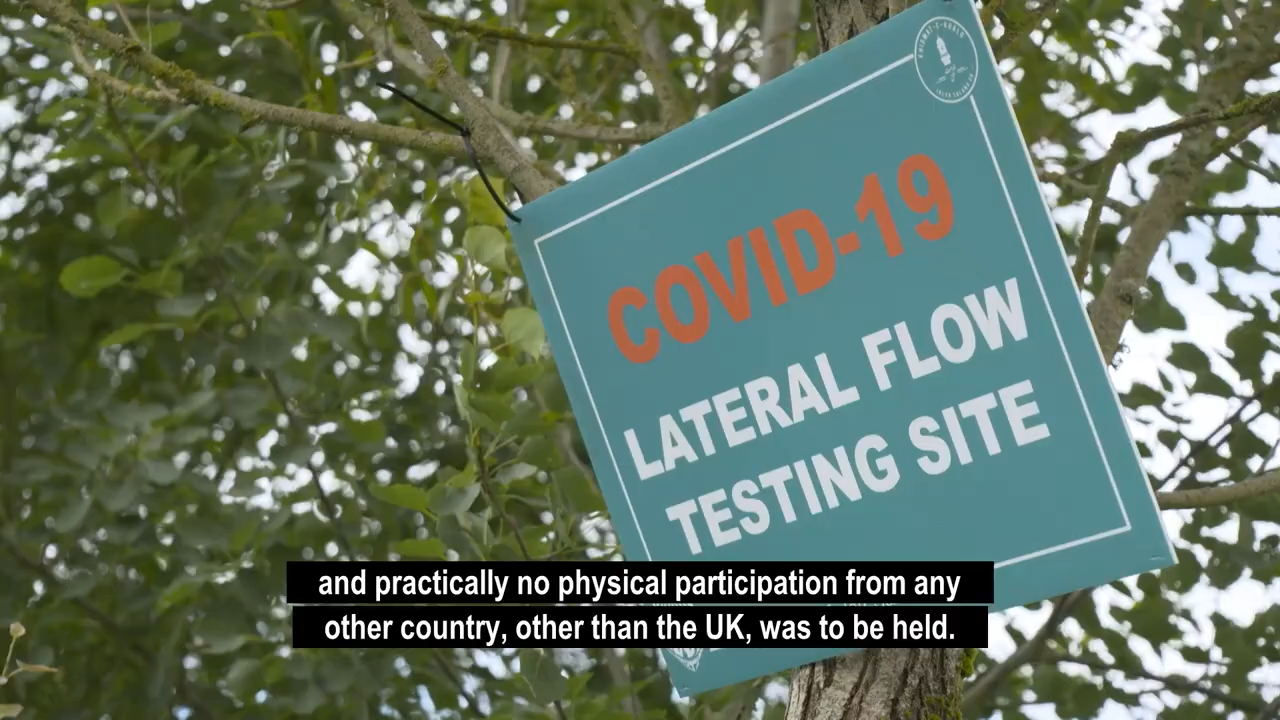 COVID-19
LATERAL FLOW
TESTING SITE
and practically no physical participation from any
other country, other than the UK, was to be held.